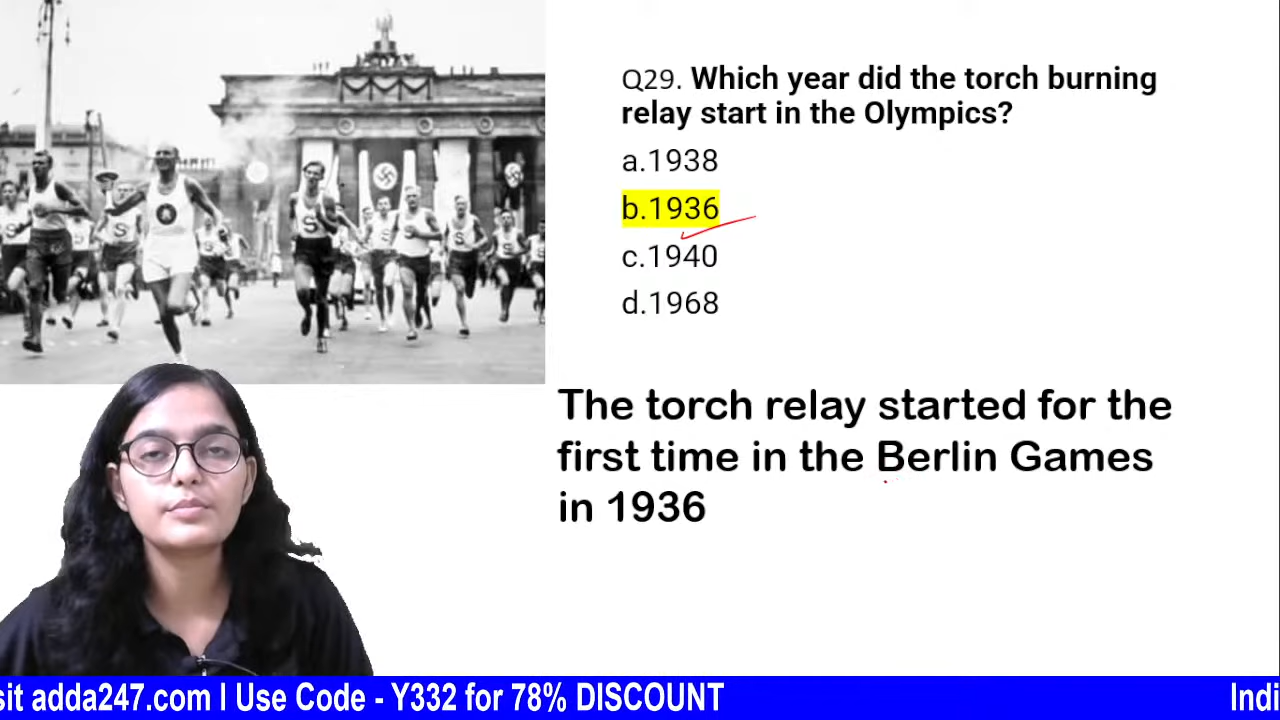 Q29. Which year did the torch burning
relay start in the Olympics?
a.1938
b.1936
c.1940
d.1968
The torch relay started for the
first time in the Berlin Games
in 1936
sit adda247.com I Use Code - Y332 for 78% DISCOUNT
Indi